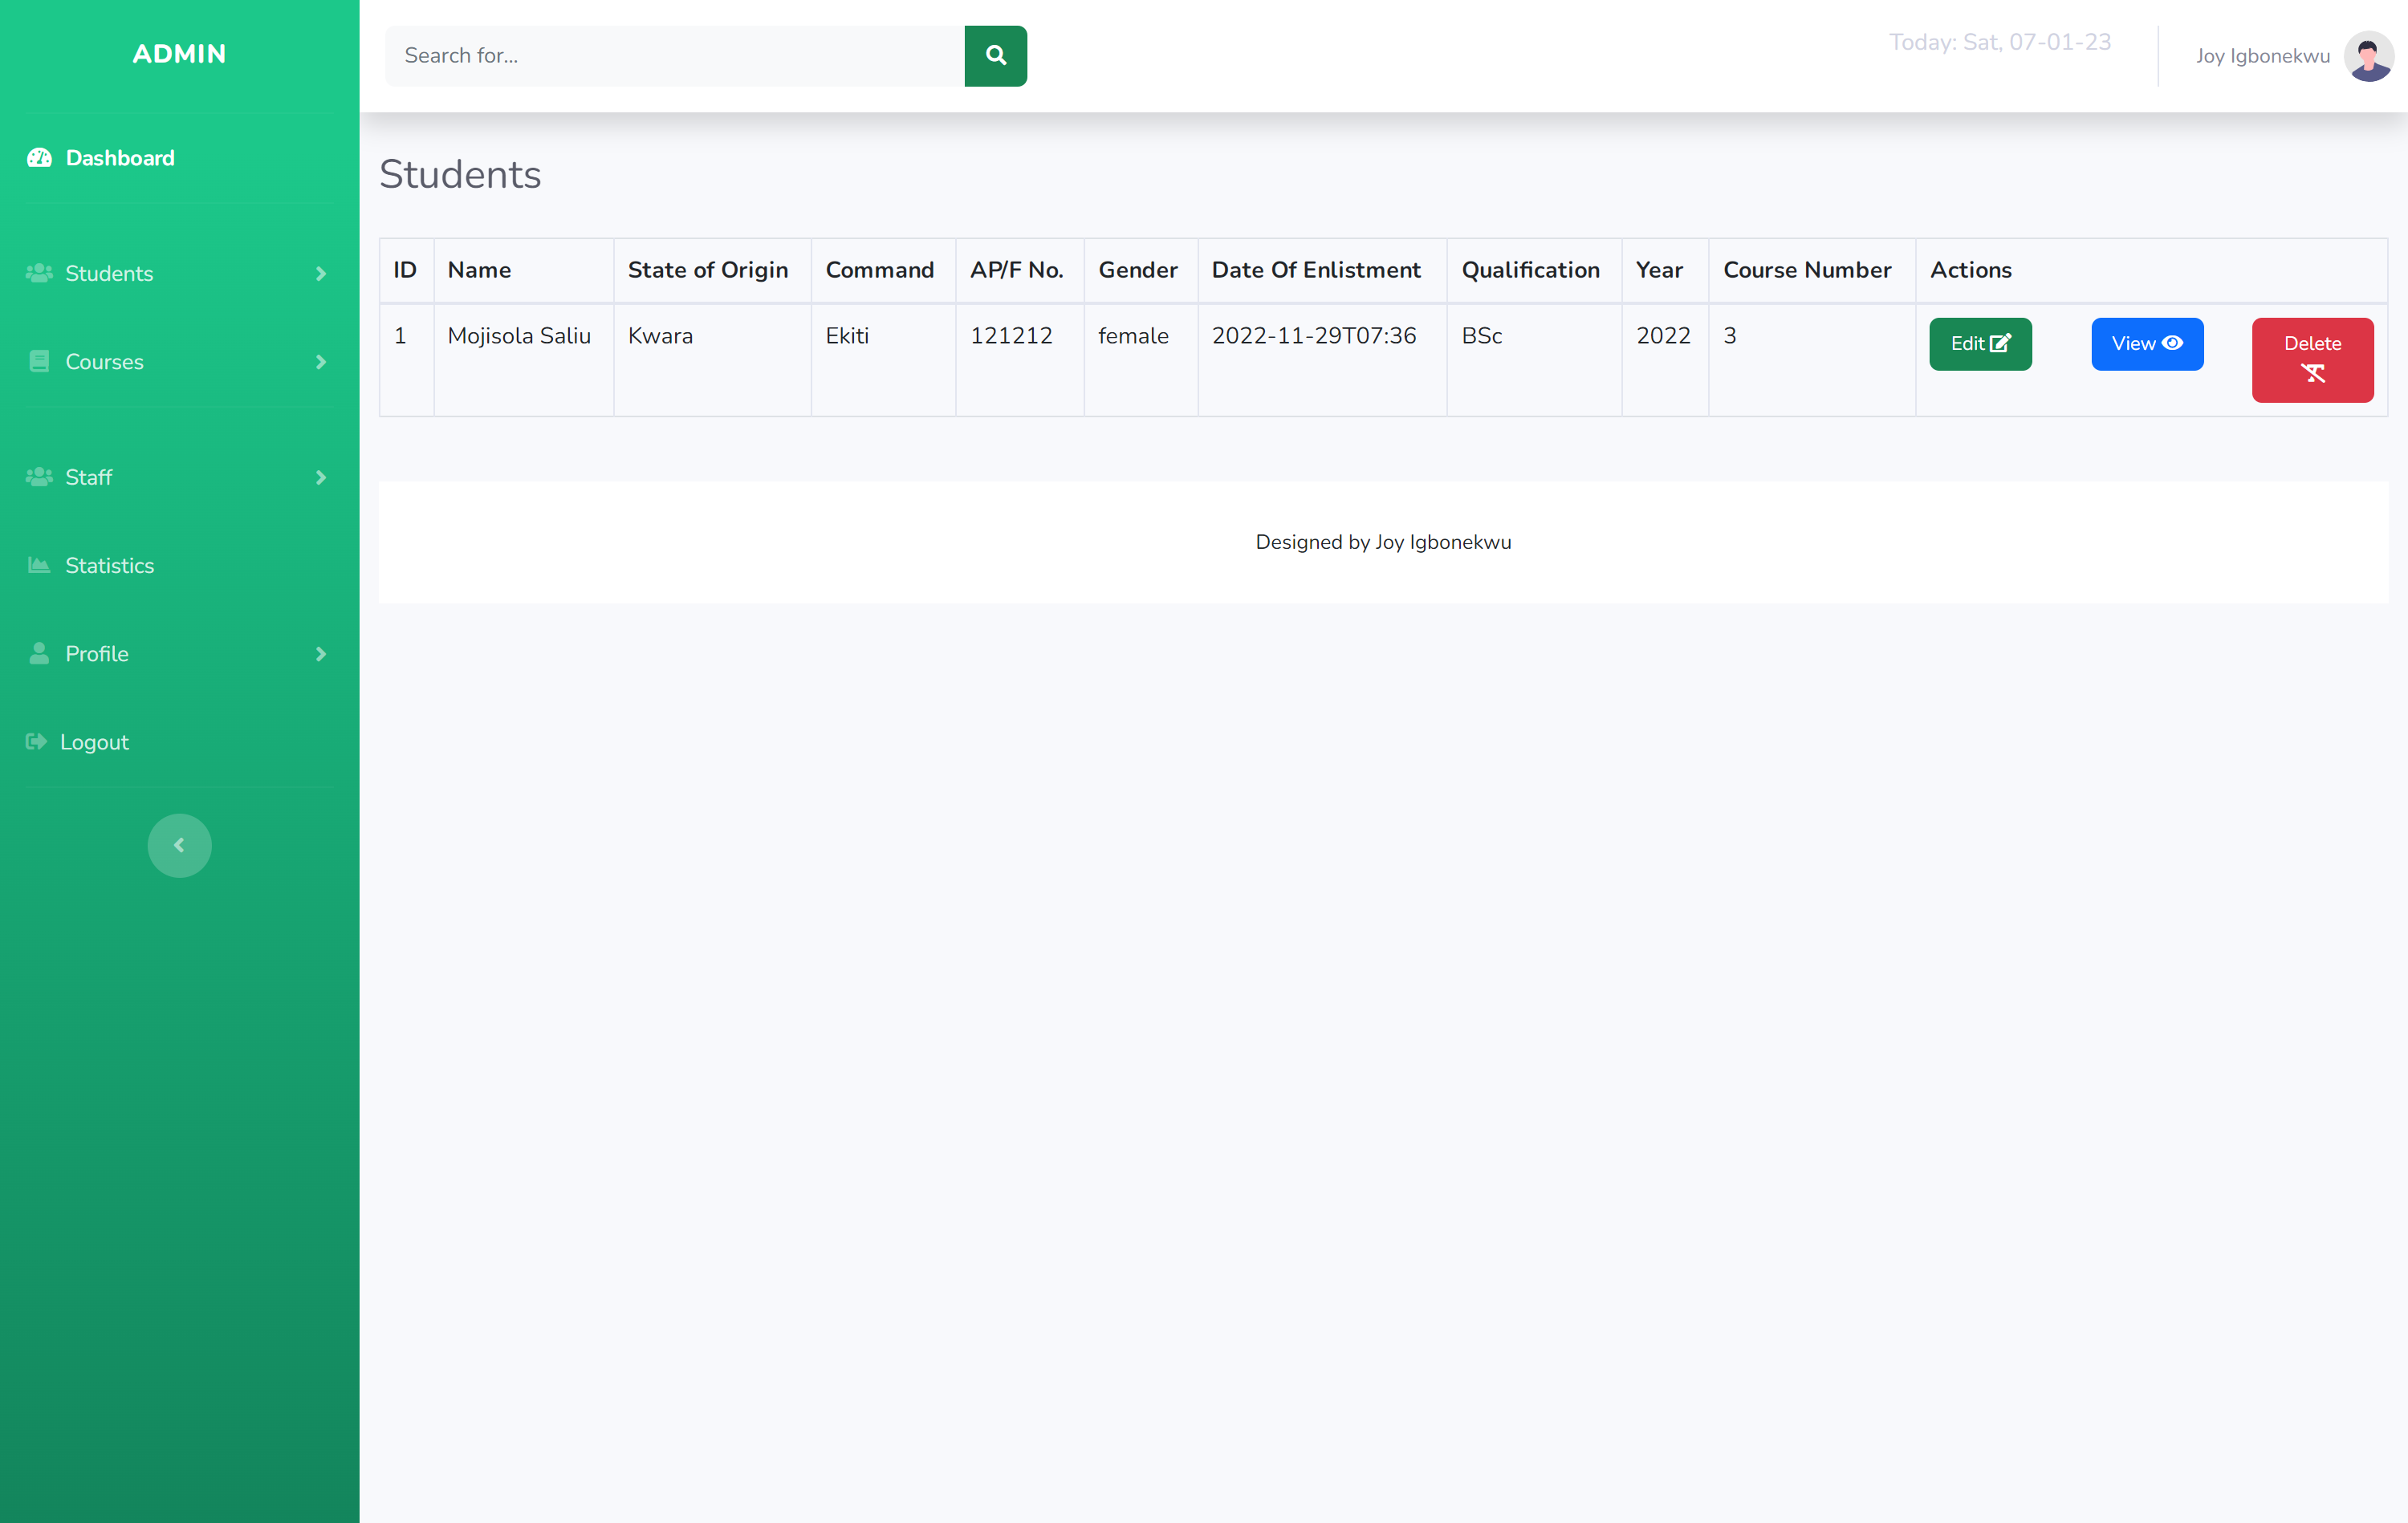 ADMIN
Dashboard
Students
Courses
Staff
Statistics
Profile
Logout
Search for...
Today: Sat, 07-01-23
Joy Igbonekwu
Students
ID Name State of Origin Command AP/F No. Gender Date Of Enlistment Qualification Year Course Number Actions
1 Mojisola Saliu Kwara Ekiti 121212 female 2022-11-29T07:36 BSc 2022 3 Edit View Delete
Designed by Joy Igbonekwu